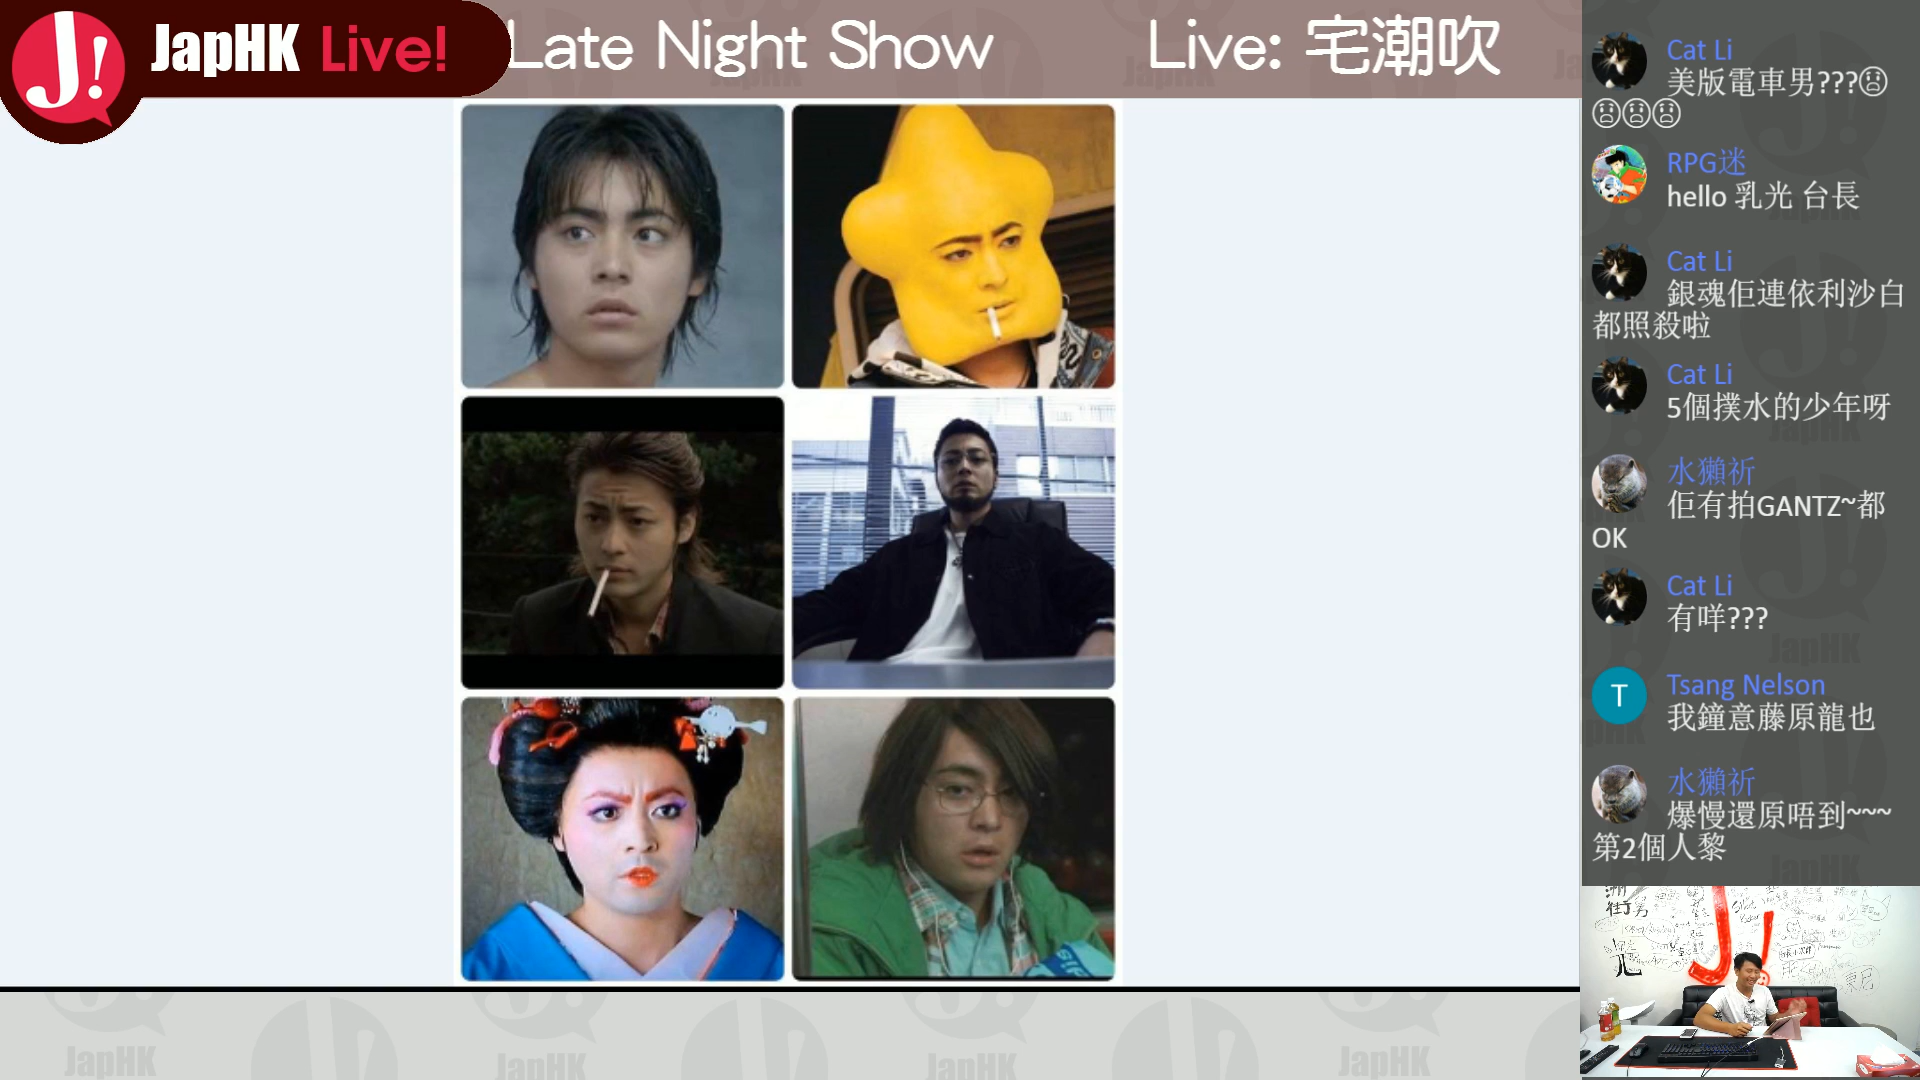 J!
JapHK Live!
Late Night Show
Live: 宅潮吹
Cat Li
美版電車男???😧
😧😧😧
RPG迷
hello 乳光 台長
Cat Li
銀魂佢連依利沙白
都照殺啦
Cat Li
5個撲水的少年呀
水獺祈
佢有拍GANTZ~都
OK
Cat Li
有咩???
T
Tsang Nelson
我鐘意藤原龍也
水獺祈
爆慢還原唔到~~~
第2個人黎
J!
JapHK
JapHK
JapHK
JapHK